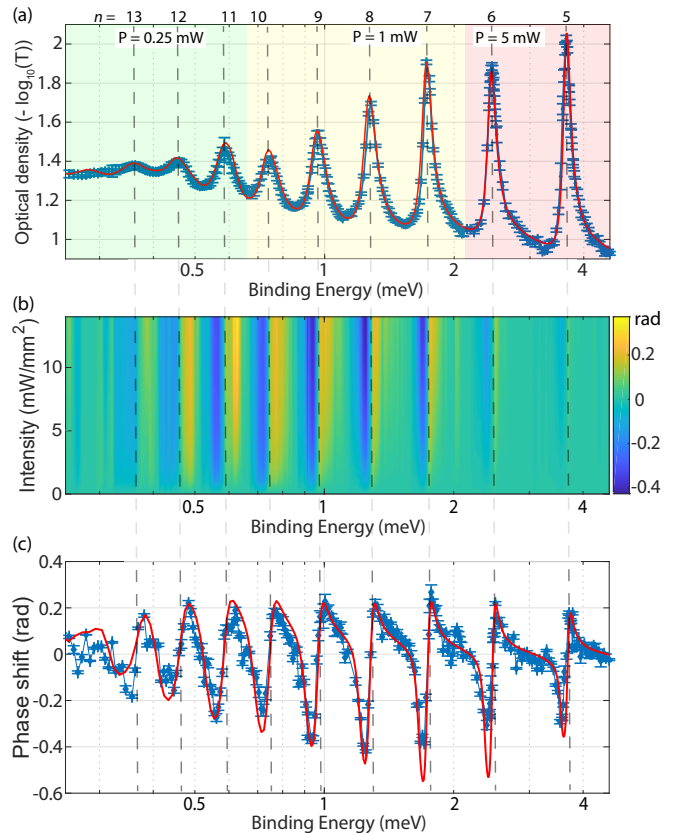 (a)
n = 13 12 11 10 9 8 7 6 5
P = 0.25 mW P = 1 mW P = 5 mW
Optical density (- log10(T))
2
1.8
1.6
1.4
1.2
1
0.5 1 2 4
Binding Energy (meV)
(b)
Intensity (mW/mm²)
10
5
0
rad
0.2
0
-0.2
-0.4
0.5 1 2 4
Binding Energy (meV)
(c)
Phase shift (rad)
0.4
0.2
0
-0.2
-0.4
-0.6
0.5 1 2 4
Binding Energy (meV)